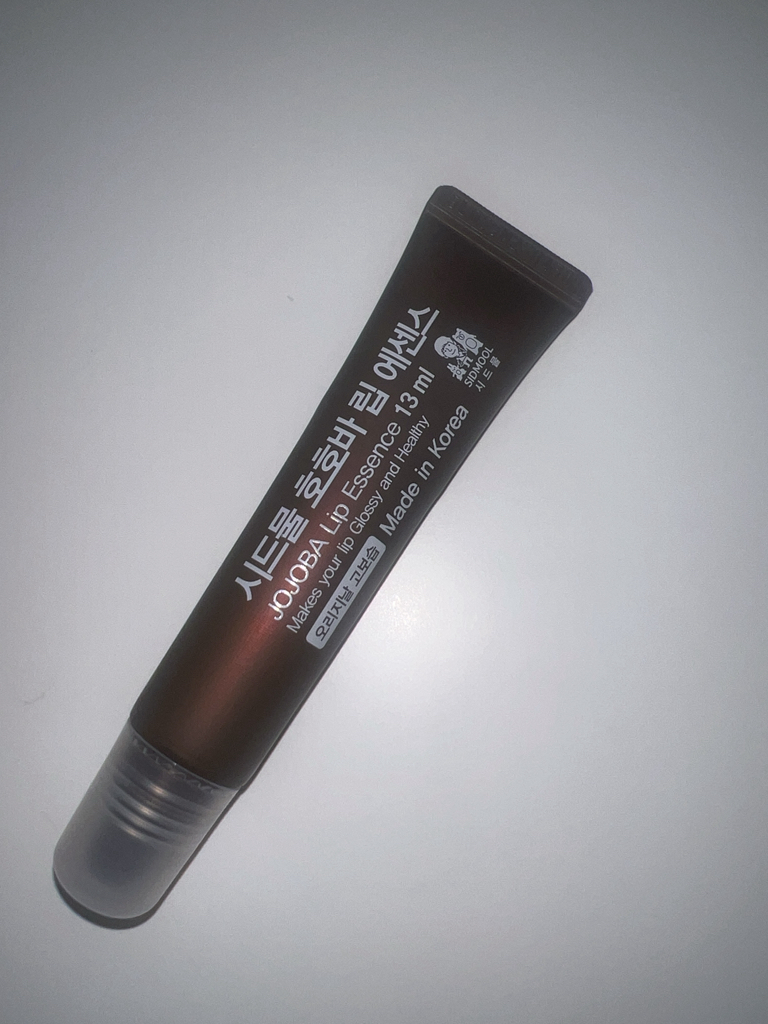 시드물 호호바 립 에센스
JOJOBA Lip Essence 13 ml
Makes your lip Glossy and Healthy
오리지날 고보습 Made in Korea
SIDMOOL
시드물